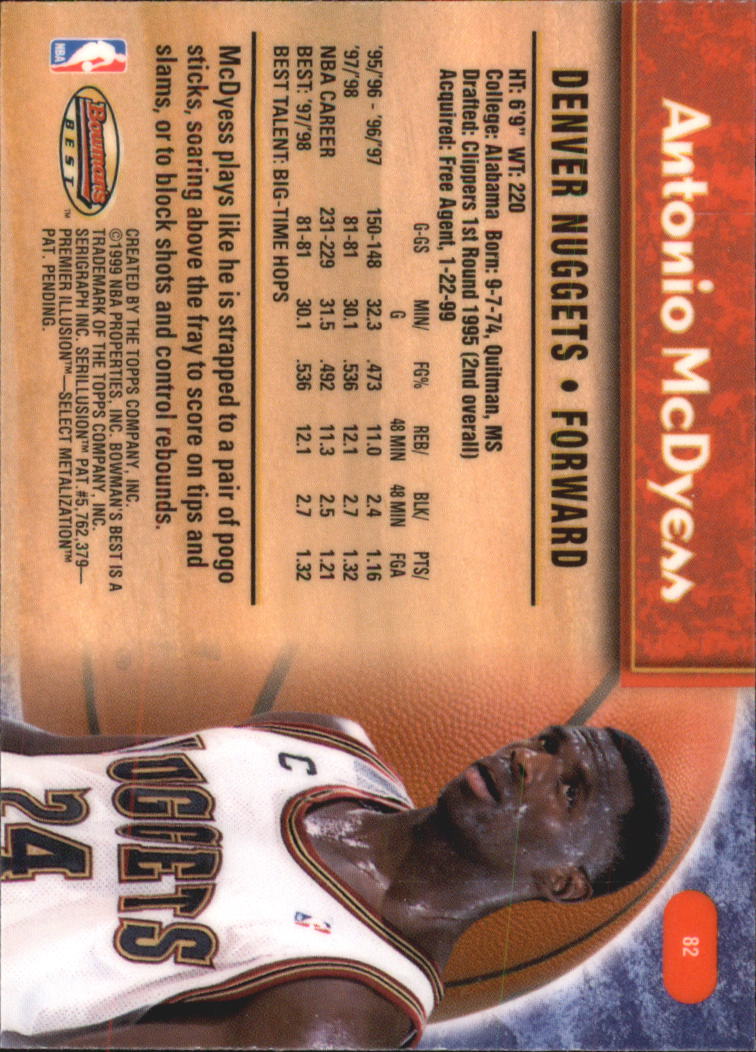 Antonio McDyess
82
DENVER NUGGETS • FORWARD
HT: 6'9" WT: 220
College: Alabama Born: 9-7-74, Quitman, MS
Drafted: Clippers 1st Round 1995 (2nd overall)
Acquired: Free Agent, 1-22-99
G-GS MIN/G FG% REB/48 MIN BLK/48 MIN PTS/FGA
'95/'96 - '96/'97 150-148 32.3 .473 11.0 2.4 1.16
'97/'98 81-81 30.1 .536 12.1 2.7 1.32
NBA CAREER 231-229 31.5 .492 11.3 2.5 1.21
BEST: '97/'98 81-81 30.1 .536 12.1 2.7 1.32
BEST TALENT: BIG-TIME HOPS
McDyess plays like he is strapped to a pair of pogo
sticks, soaring above the fray to score on tips and
slams, or to block shots and control rebounds.
NBA
Bowman's
BEST™
CREATED BY THE TOPPS COMPANY, INC.
©1999 NBA PROPERTIES, INC. BOWMAN'S BEST IS A
TRADEMARK OF THE TOPPS COMPANY, INC.
SERIGRAPH INC. SERILLUSION™ PAT .#5,762,379—
PREMIER ILLUSION™—SELECT METALIZATION™
PAT. PENDING.
C
NUGGETS
24